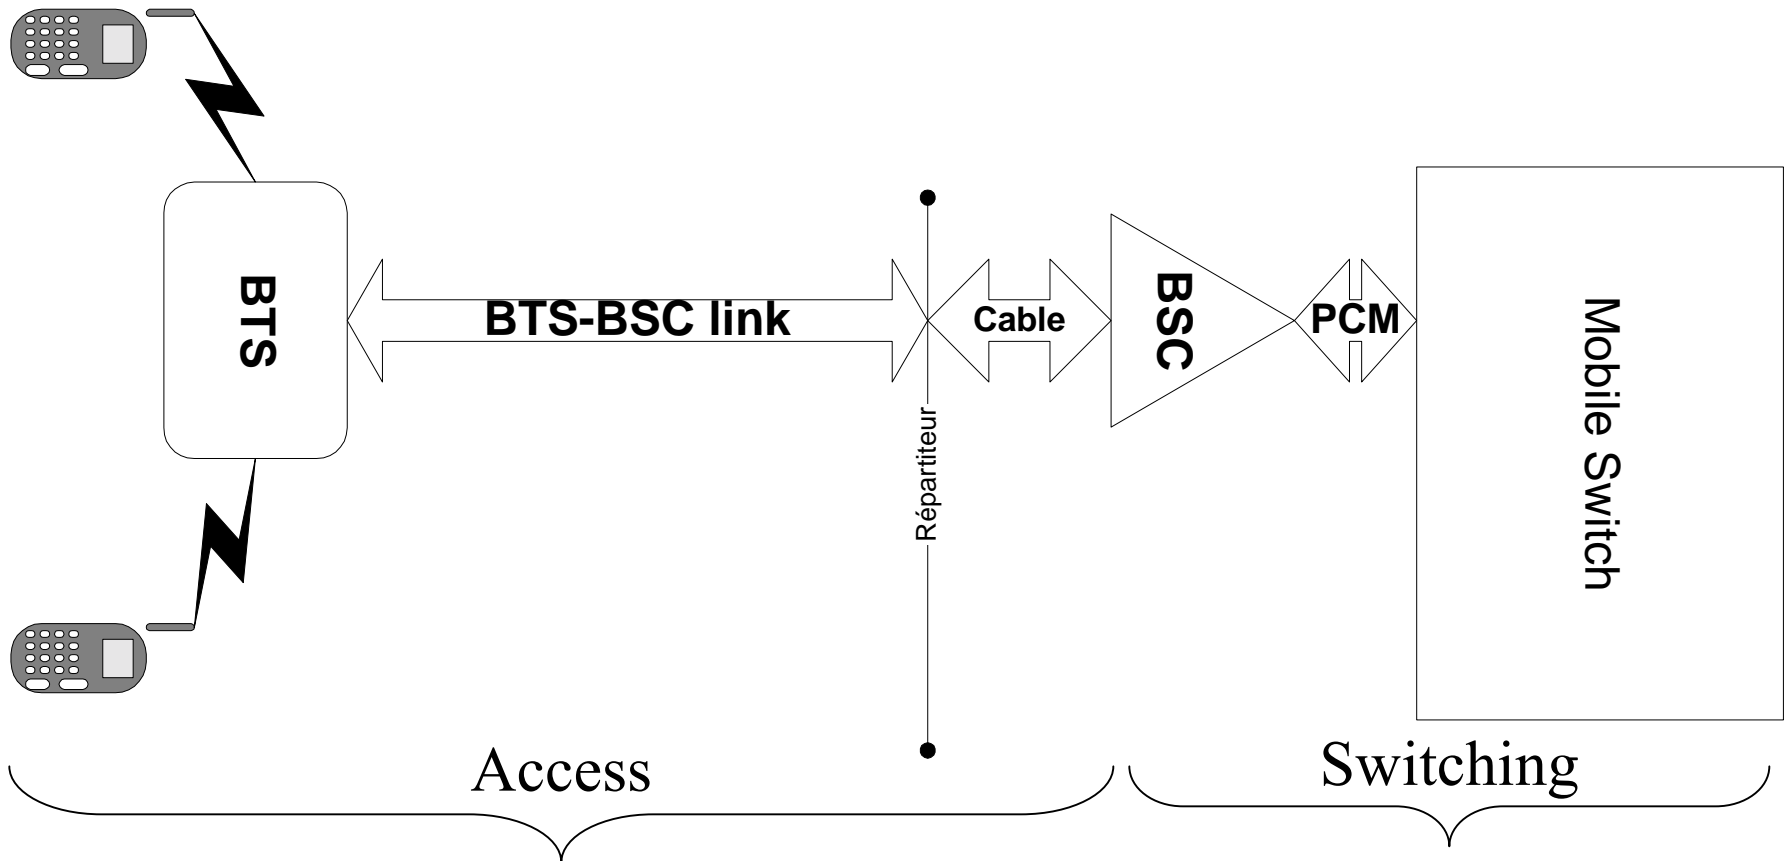 BTS
BTS-BSC link
Répartiteur
Cable
BSC
PCM
Mobile Switch
Access
Switching